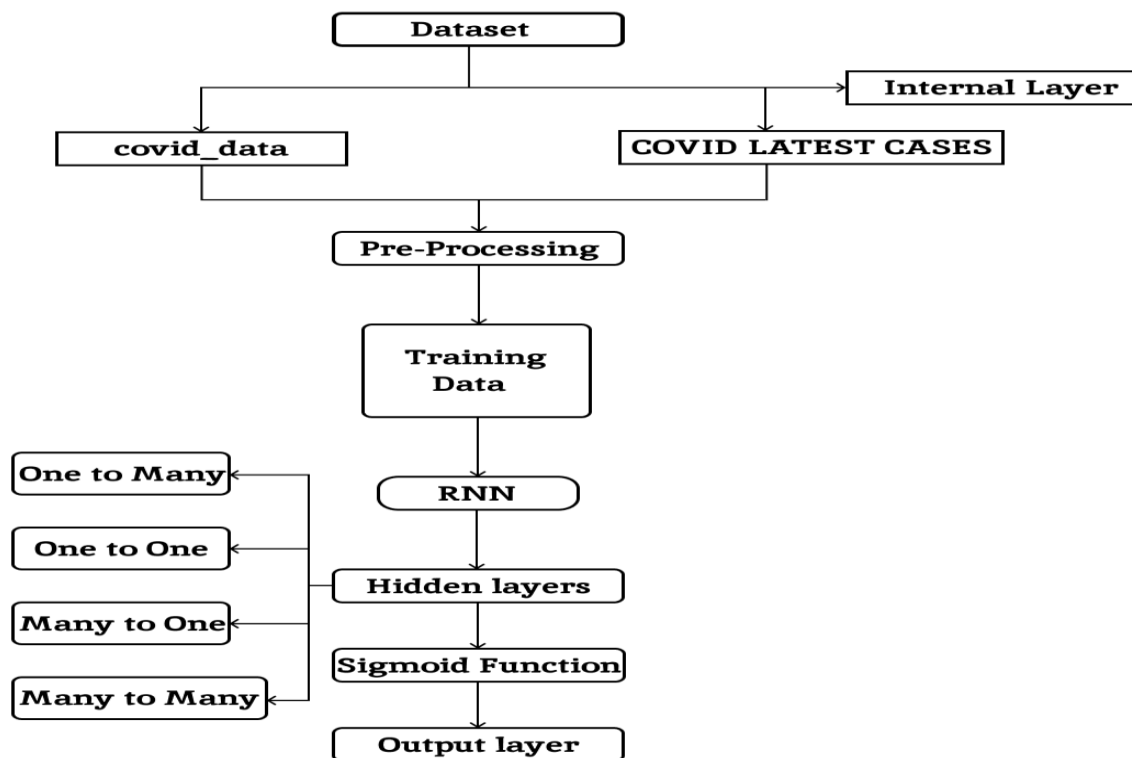 Dataset
Internal Layer
covid_data
COVID LATEST CASES
Pre-Processing
Training
Data
One to Many
RNN
One to One
Hidden layers
Many to One
Sigmoid Function
Many to Many
Output layer